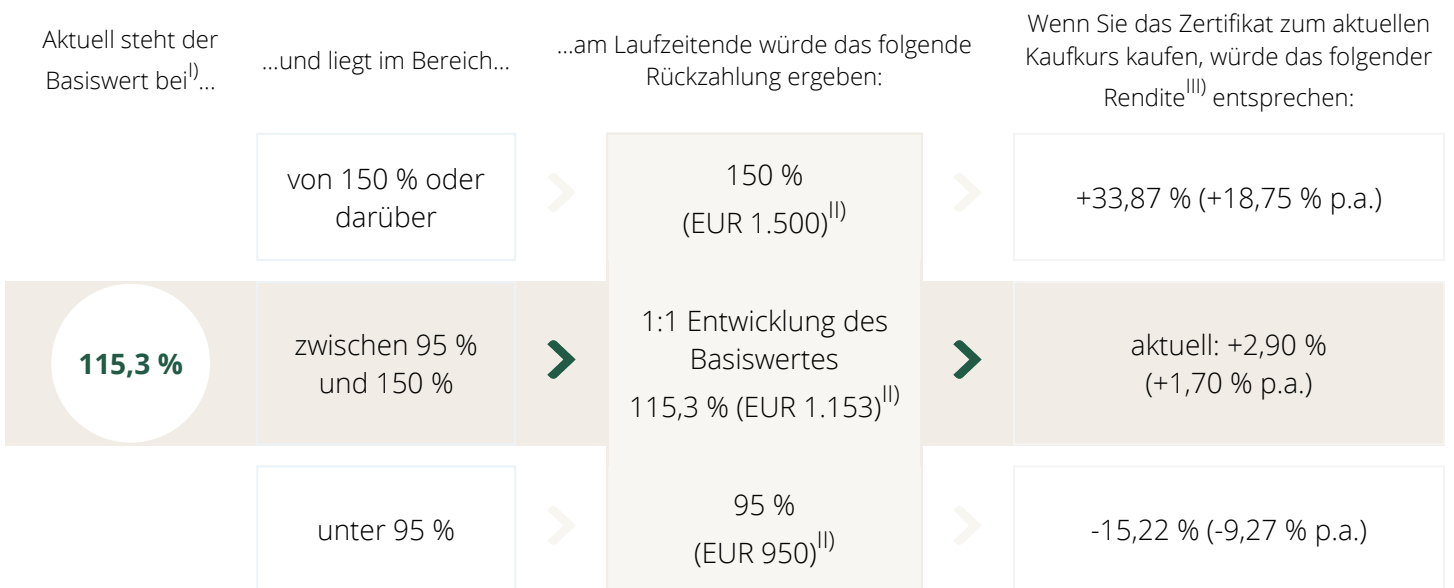 Aktuell steht der
Basiswert bei^I)...
...und liegt im Bereich...
...am Laufzeitende würde das folgende
Rückzahlung ergeben:
Wenn Sie das Zertifikat zum aktuellen
Kaufkurs kaufen, würde das folgender
Rendite^III) entsprechen:
von 150 % oder
darüber
150 %
(EUR 1.500)^II)
+33,87 % (+18,75 % p.a.)
115,3 %
zwischen 95 %
und 150 %
1:1 Entwicklung des
Basiswertes
115,3 % (EUR 1.153)^II)
aktuell: +2,90 %
(+1,70 % p.a.)
unter 95 %
95 %
(EUR 950)^II)
-15,22 % (-9,27 % p.a.)